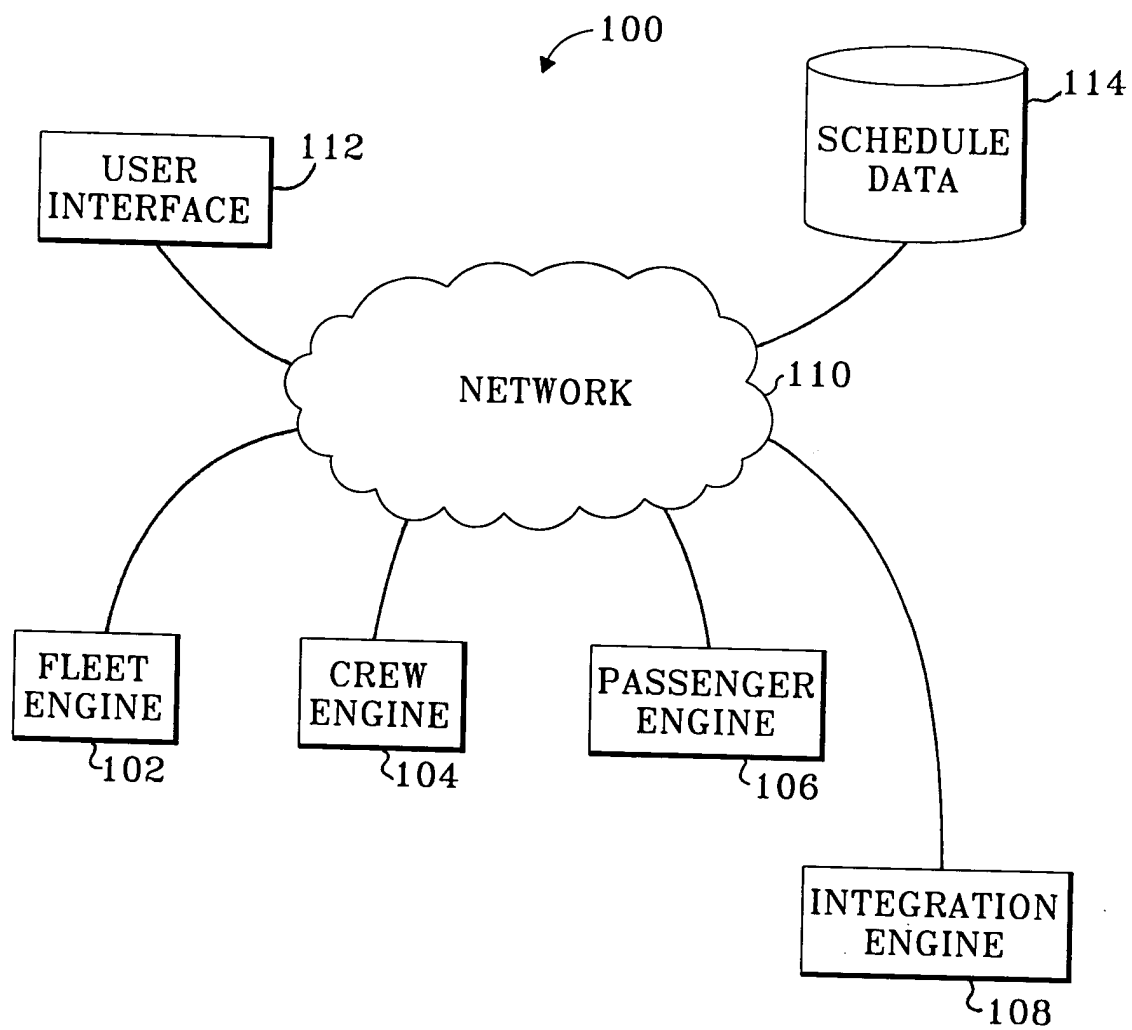 100
114
SCHEDULE
DATA
112
USER
INTERFACE
NETWORK
110
FLEET
ENGINE
102
CREW
ENGINE
104
PASSENGER
ENGINE
106
INTEGRATION
ENGINE
108